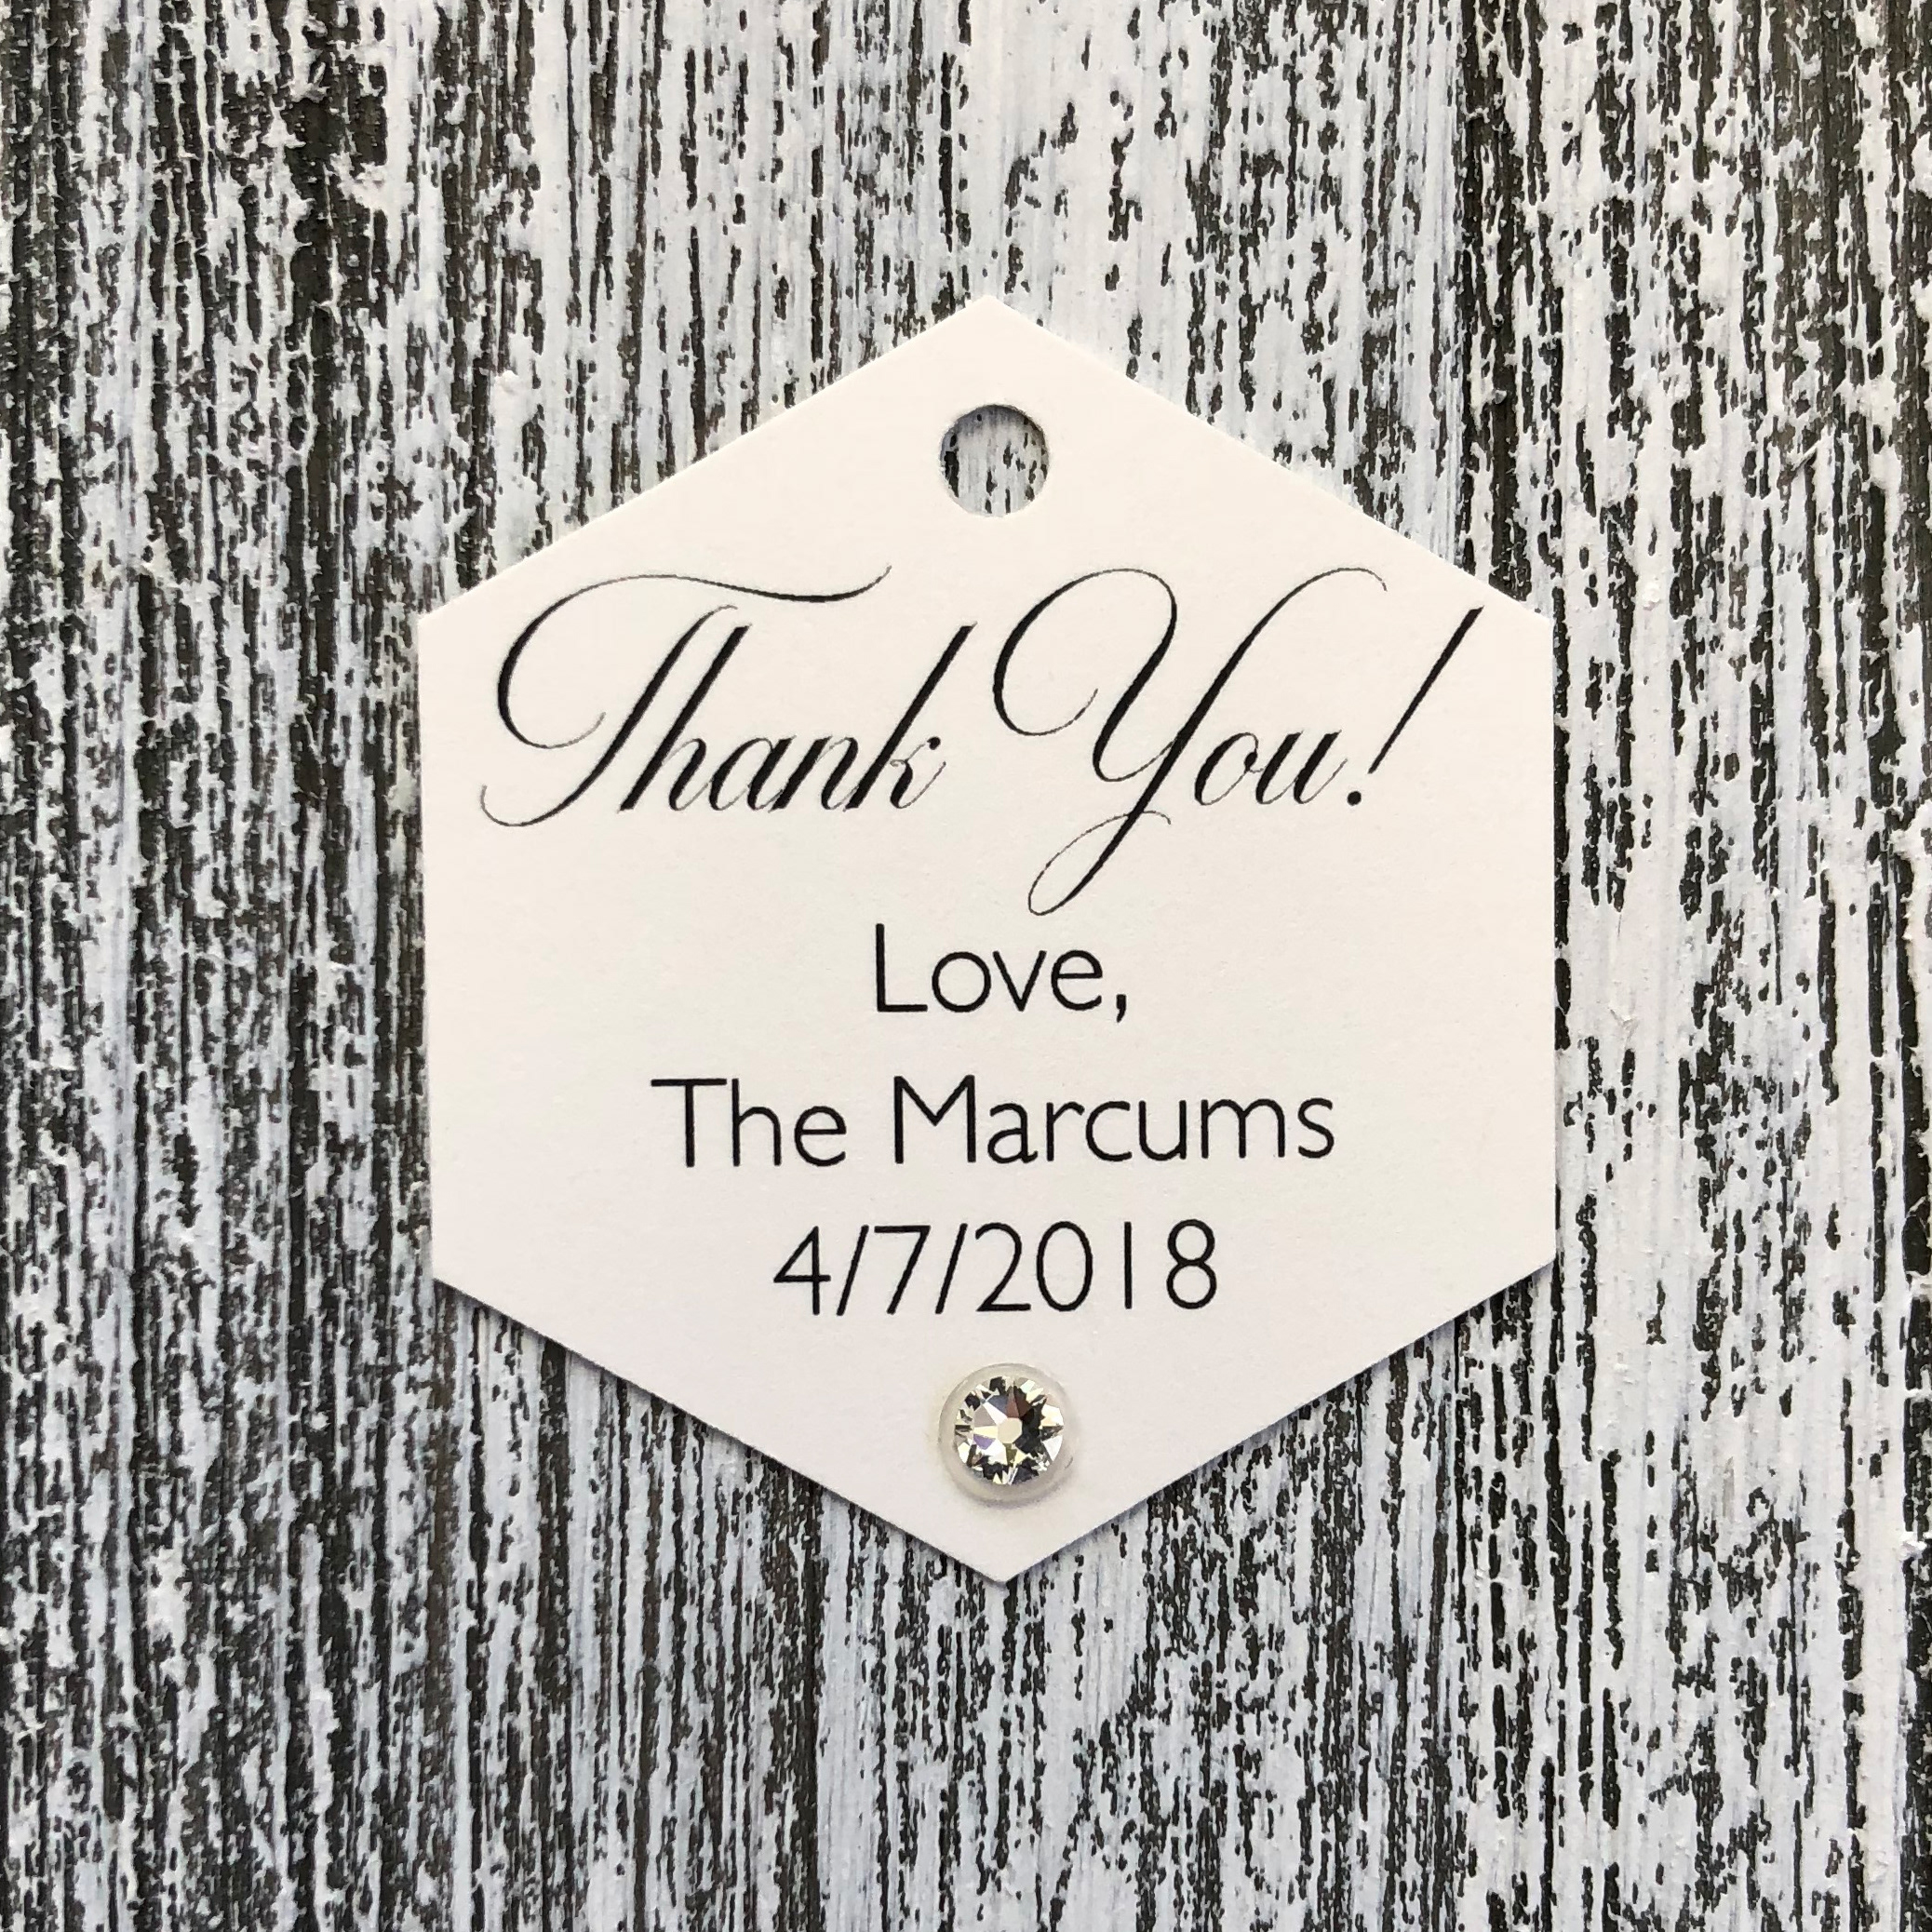 Thank You!
Love,
The Marcums
4/7/2018